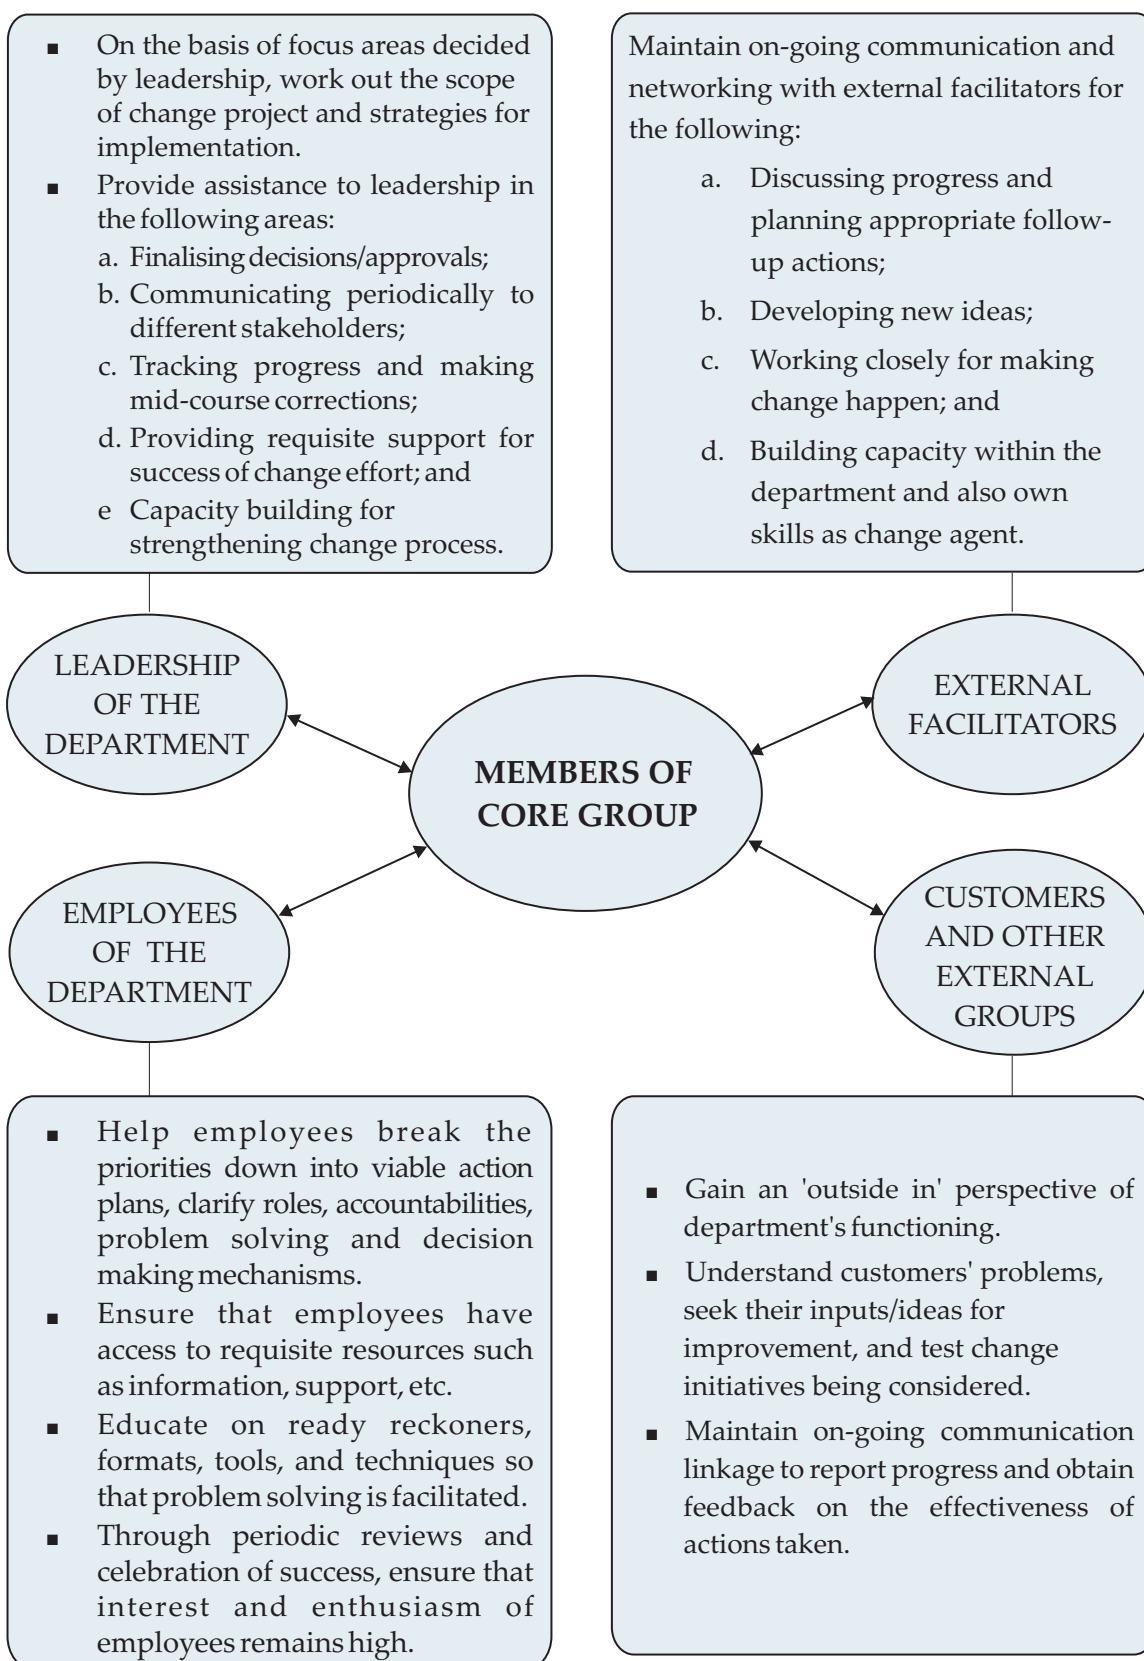 ■ On the basis of focus areas decided
by leadership, work out the scope
of change project and strategies for
implementation.
■ Provide assistance to leadership in
the following areas:
a. Finalising decisions/approvals;
b. Communicating periodically to
different stakeholders;
c. Tracking progress and making
mid-course corrections;
d. Providing requisite support for
success of change effort; and
e Capacity building for
strengthening change process.
Maintain on-going communication and
networking with external facilitators for
the following:
a. Discussing progress and
planning appropriate follow-
up actions;
b. Developing new ideas;
c. Working closely for making
change happen; and
d. Building capacity within the
department and also own
skills as change agent.
LEADERSHIP
OF THE
DEPARTMENT
EXTERNAL
FACILITATORS
MEMBERS OF
CORE GROUP
EMPLOYEES
OF THE
DEPARTMENT
CUSTOMERS
AND OTHER
EXTERNAL
GROUPS
■ Help employees break the
priorities down into viable action
plans, clarify roles, accountabilities,
problem solving and decision
making mechanisms.
■ Ensure that employees have
access to requisite resources such
as information, support, etc.
■ Educate on ready reckoners,
formats, tools, and techniques so
that problem solving is facilitated.
■ Through periodic reviews and
celebration of success, ensure that
interest and enthusiasm of
employees remains high.
■ Gain an 'outside in' perspective of
department's functioning.
■ Understand customers' problems,
seek their inputs/ideas for
improvement, and test change
initiatives being considered.
■ Maintain on-going communication
linkage to report progress and obtain
feedback on the effectiveness of
actions taken.